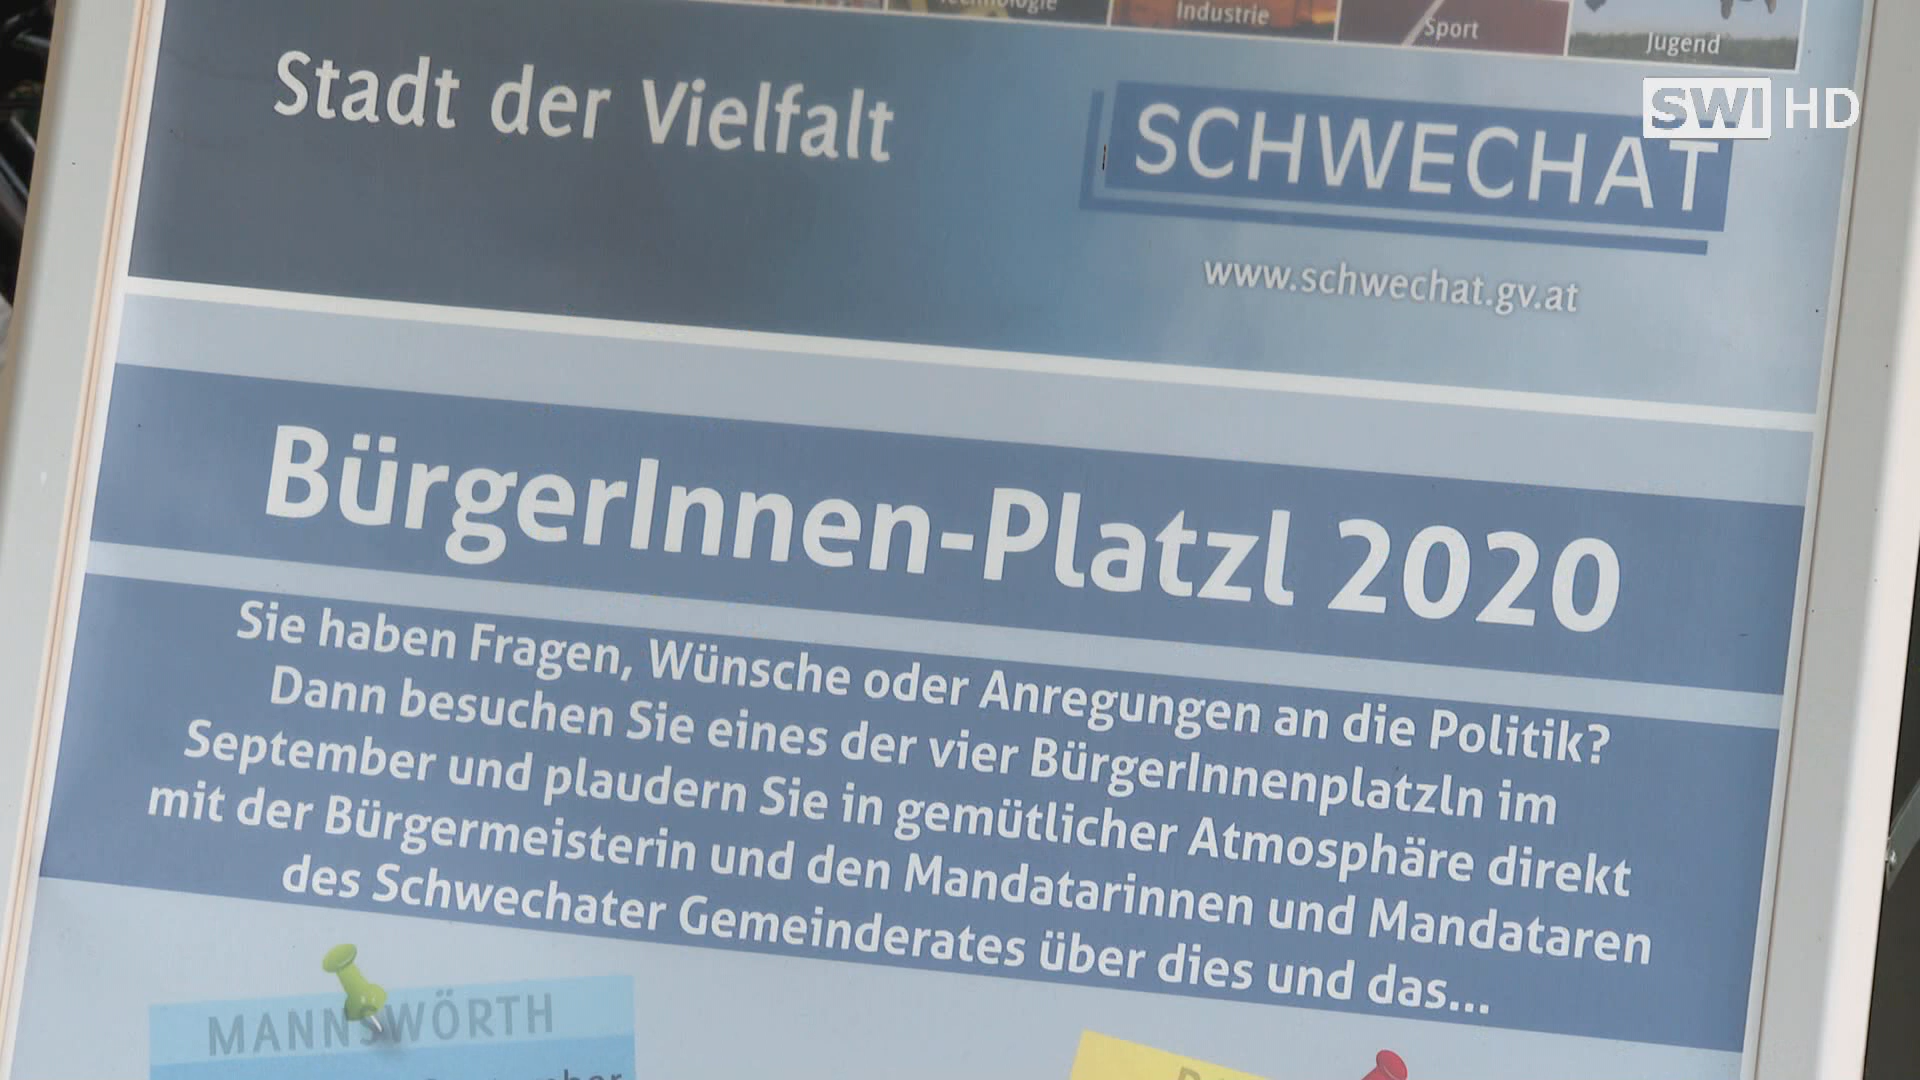 Technologie
Industrie
Sport
Jugend
Stadt der Vielfalt
SWI HD
SCHWECHAT
www.schwechat.gv.at
BürgerInnen-Platzl 2020
Sie haben Fragen, Wünsche oder Anregungen an die Politik?
Dann besuchen Sie eines der vier BürgerInnenplatzln im
September und plaudern Sie in gemütlicher Atmosphäre direkt
mit der Bürgermeisterin und den Mandatarinnen und Mandataren
des Schwechater Gemeinderates über dies und das...
MANNSWÖRTH